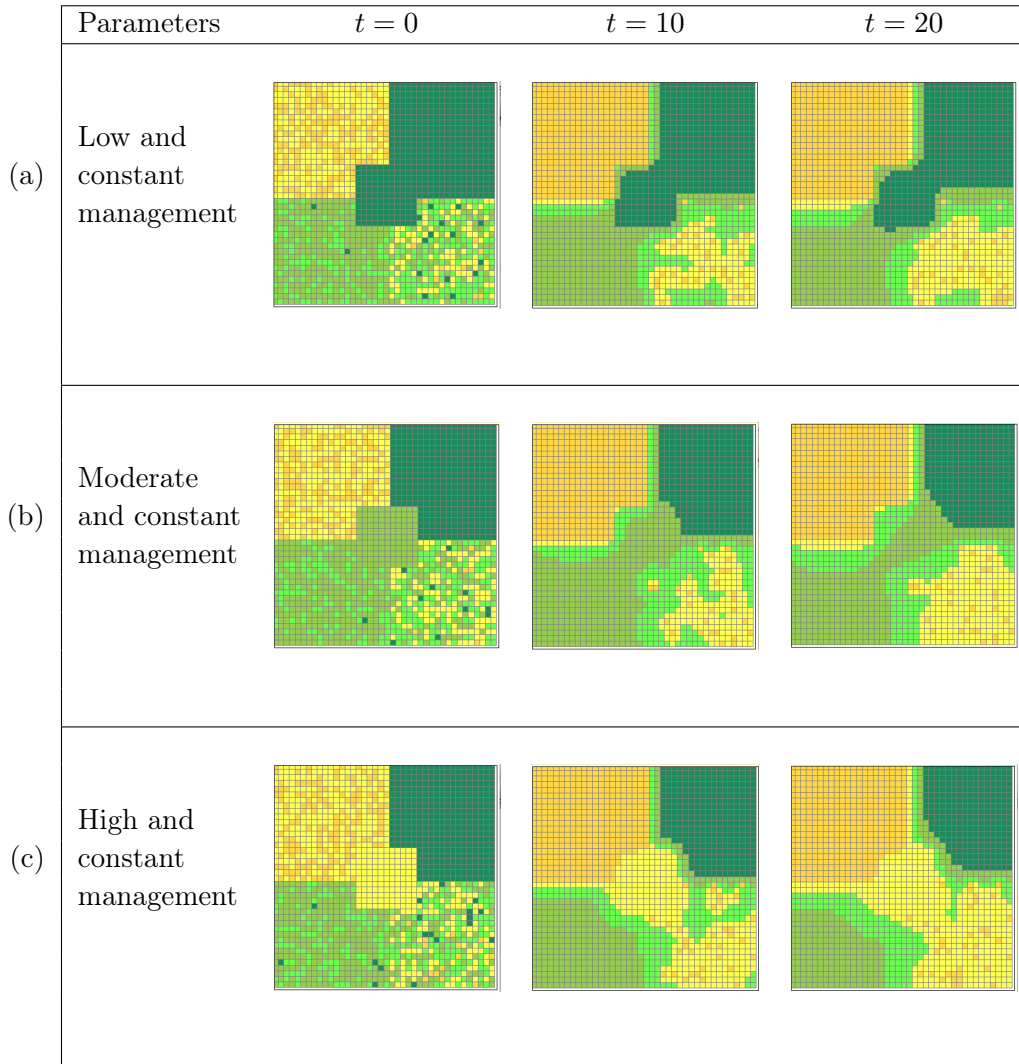 Parameters t = 0 t = 10 t = 20
(a) Low and
constant
management
(b) Moderate
and constant
management
(c) High and
constant
management